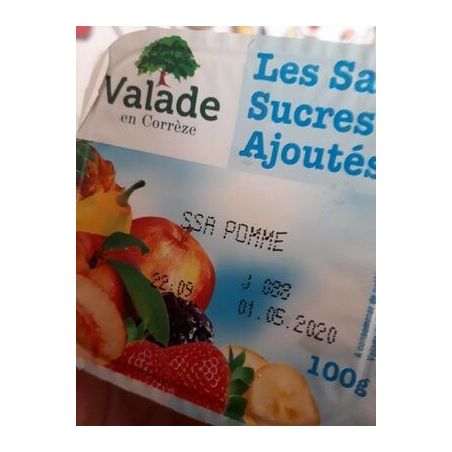 Valade
en Corrèze
Les Sa
Sucres
Ajoutés
SSA POMME
22:09
J 088
01.05.2020
100g